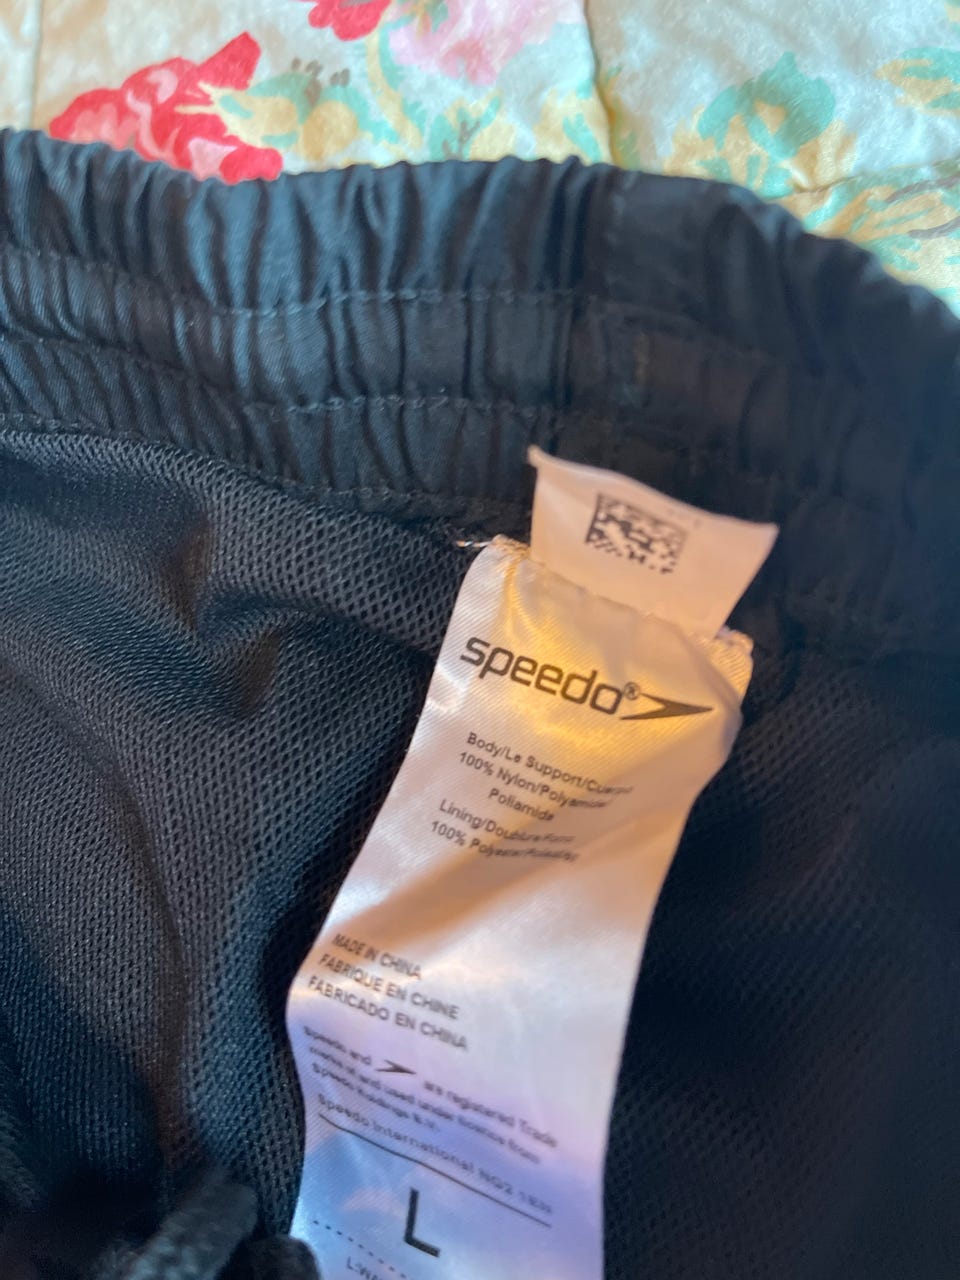 speedo®
Body/Le Support/Cuerpo
100% Nylon/Polyamide/
Poliamida
Lining/Doublure/Forro
100% Polyester/Poliéster
MADE IN CHINA
FABRIQUE EN CHINE
FABRICADO EN CHINA
Speedo and are registered Trade
marks of and used under licence from
Speedo Holdings B.V.
Speedo International NG2
L